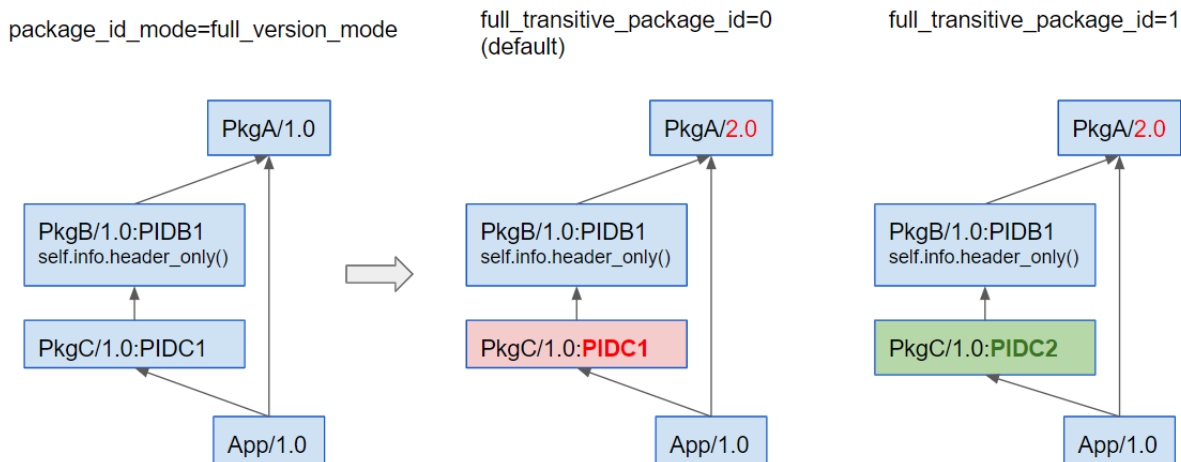 package_id_mode=full_version_mode
full_transitive_package_id=0
(default)
full_transitive_package_id=1
PkgA/1.0
PkgB/1.0:PIDB1
self.info.header_only()
PkgC/1.0:PIDC1
App/1.0
PkgA/2.0
PkgB/1.0:PIDB1
self.info.header_only()
PkgC/1.0:PIDC1
App/1.0
PkgA/2.0
PkgB/1.0:PIDB1
self.info.header_only()
PkgC/1.0:PIDC2
App/1.0